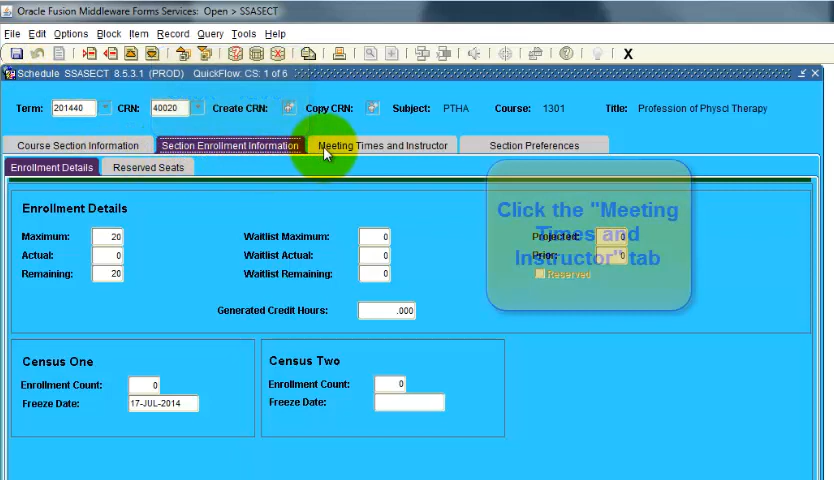 Oracle Fusion Middleware Forms Services: Open > SSASECT
File Edit Options Block Item Record Query Tools Help
X
Schedule SSASECT 8.5.3.1 (PROD) QuickFlow: CS: 1 of 6
Term: 201440 CRN: 40020 Create CRN: Copy CRN: Subject: PTHA Course: 1301 Title: Profession of Physcl Therapy
Course Section Information Section Enrollment Information Meeting Times and Instructor Section Preferences
Enrollment Details Reserved Seats
Enrollment Details
Maximum: 20 Waitlist Maximum: 0 Projected: 0
Actual: 0 Waitlist Actual: 0 Prior: 0
Remaining: 20 Waitlist Remaining: 0 Reserved
Click the "Meeting
Times and
Instructor" tab
Generated Credit Hours: .000
Census One Census Two
Enrollment Count: 0 Enrollment Count: 0
Freeze Date: 17-JUL-2014 Freeze Date: